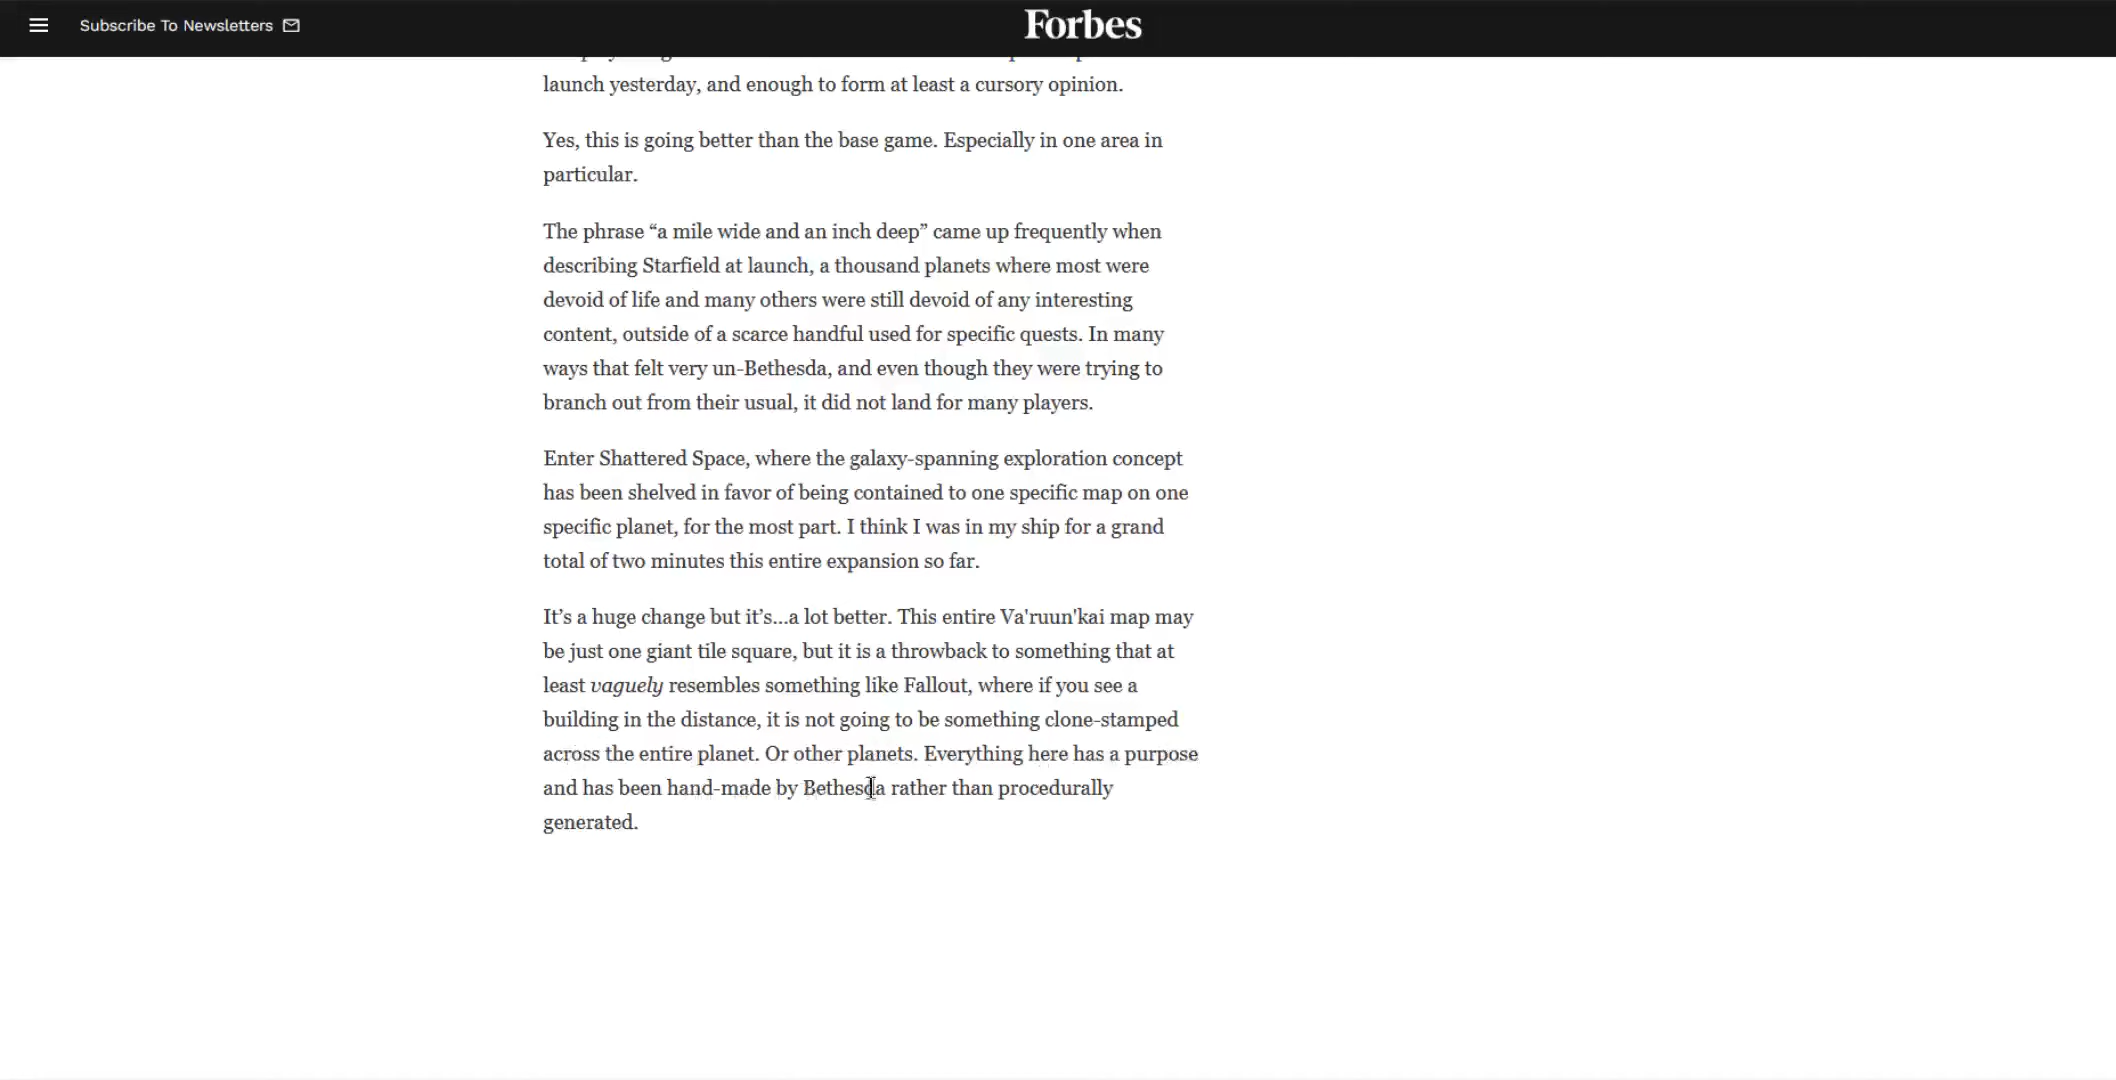 Subscribe To Newsletters
Forbes
launch yesterday, and enough to form at least a cursory opinion.
Yes, this is going better than the base game. Especially in one area in
particular.
The phrase “a mile wide and an inch deep” came up frequently when
describing Starfield at launch, a thousand planets where most were
devoid of life and many others were still devoid of any interesting
content, outside of a scarce handful used for specific quests. In many
ways that felt very un-Bethesda, and even though they were trying to
branch out from their usual, it did not land for many players.
Enter Shattered Space, where the galaxy-spanning exploration concept
has been shelved in favor of being contained to one specific map on one
specific planet, for the most part. I think I was in my ship for a grand
total of two minutes this entire expansion so far.
It’s a huge change but it’s...a lot better. This entire Va'ruun'kai map may
be just one giant tile square, but it is a throwback to something that at
least vaguely resembles something like Fallout, where if you see a
building in the distance, it is not going to be something clone-stamped
across the entire planet. Or other planets. Everything here has a purpose
and has been hand-made by Bethesda rather than procedurally
generated.